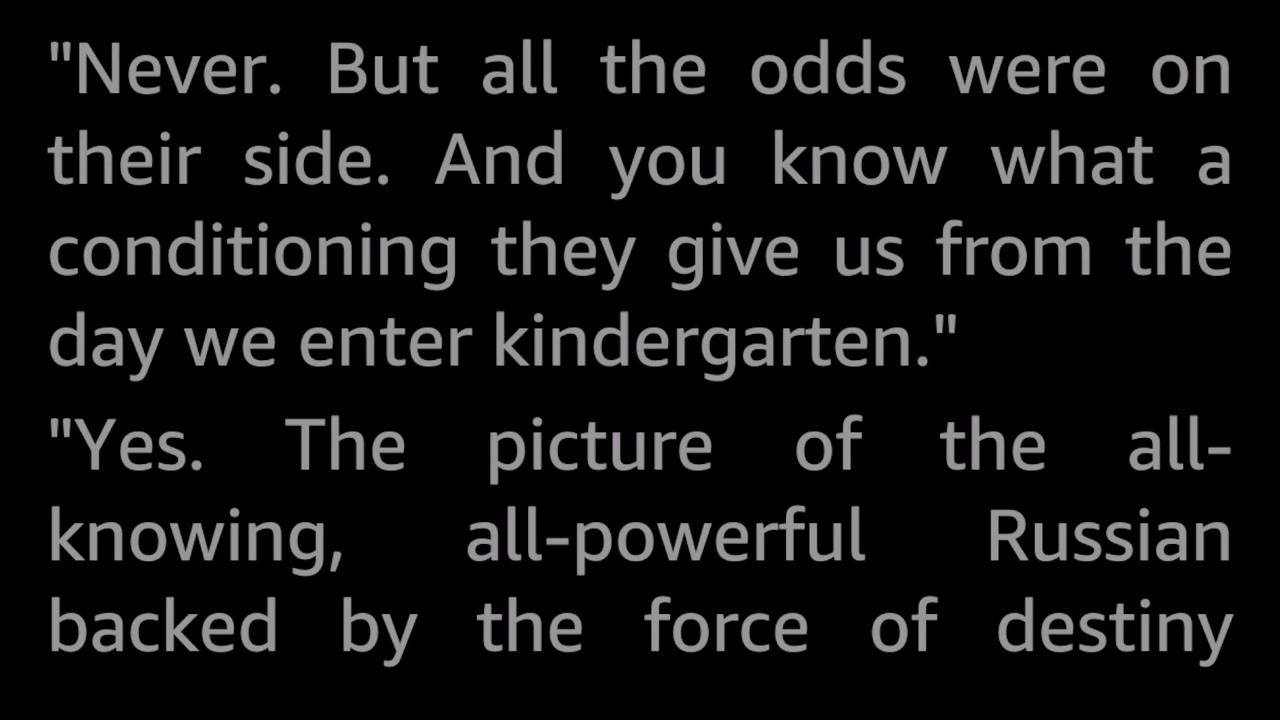 "Never. But all the odds were on
their side. And you know what a
conditioning they give us from the
day we enter kindergarten."
"Yes. The picture of the all-
knowing, all-powerful Russian
backed by the force of destiny